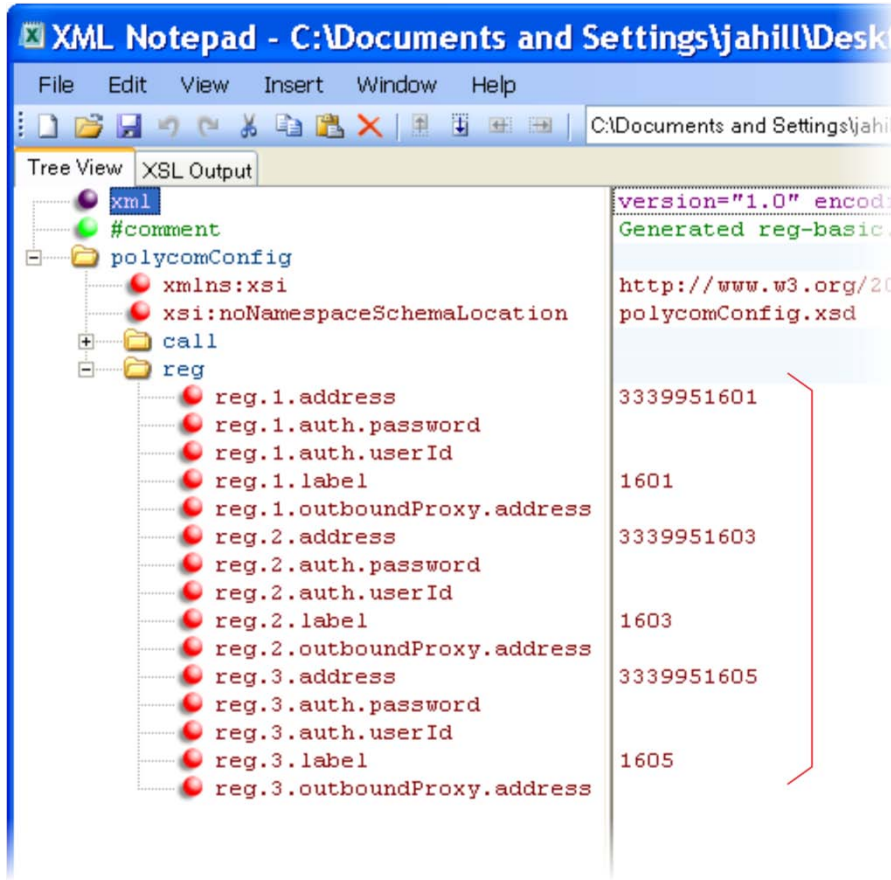 XML Notepad - C:\Documents and Settings\jahill\Desk
File Edit View Insert Window Help
C:\Documents and Settings\jahi
Tree View XSL Output
xml version="1.0" encod
#comment Generated reg-basic.
polycomConfig
xmlns:xsi http://www.w3.org/20
xsi:noNamespaceSchemaLocation polycomConfig.xsd
call
reg
reg.1.address 3339951601
reg.1.auth.password
reg.1.auth.userId
reg.1.label 1601
reg.1.outboundProxy.address
reg.2.address 3339951603
reg.2.auth.password
reg.2.auth.userId
reg.2.label 1603
reg.2.outboundProxy.address
reg.3.address 3339951605
reg.3.auth.password
reg.3.auth.userId
reg.3.label 1605
reg.3.outboundProxy.address